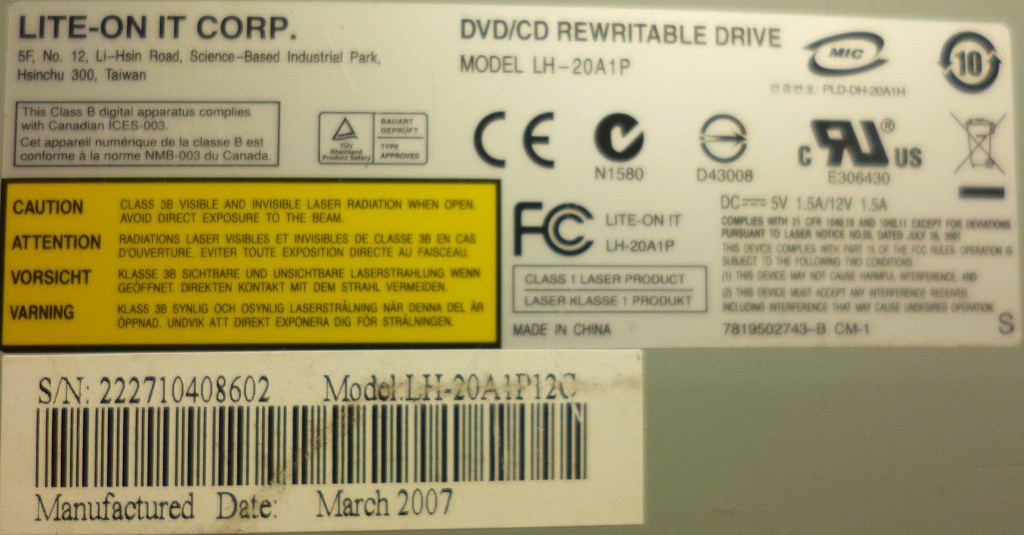 LITE-ON IT CORP.
5F, No. 12, Li-Hsin Road, Science-Based Industrial Park,
Hsinchu 300, Taiwan
DVD/CD REWRITABLE DRIVE
MODEL LH-20A1P
MIC
PLD-DH-20A1H
10
This Class B digital apparatus complies
with Canadian ICES-003.
Cet appareil numérique de la classe B est
conforme à la norme NMB-003 du Canada.
TÜV
Rheinland
Product Safety
BAUART
GEPRÜFT
TYPE
APPROVED
CE
N1580
D43008
C RU® US
E306430
CAUTION
CLASS 3B VISIBLE AND INVISIBLE LASER RADIATION WHEN OPEN.
AVOID DIRECT EXPOSURE TO THE BEAM.
ATTENTION
RADIATIONS LASER VISIBLES ET INVISIBLES DE CLASSE 3B EN CAS
D'OUVERTURE. EVITER TOUTE EXPOSITION DIRECTE AU FAISCEAU.
VORSICHT
KLASSE 3B SICHTBARE UND UNSICHTBARE LASERSTRAHLUNG WENN
GEÖFFNET. DIREKTEN KONTAKT MIT DEM STRAHL VERMEIDEN.
VARNING
KLASS 3B SYNLIG OCH OSYNLIG LASERSTRÅLNING NÄR DENNA DEL ÄR
ÖPPNAD. UNDVIK ATT DIREKT EXPONERA DIG FÖR STRÅLNINGEN.
FC
LITE-ON IT
LH-20A1P
CLASS 1 LASER PRODUCT
LASER KLASSE 1 PRODUKT
MADE IN CHINA
DC 5V 1.5A/12V 1.5A
COMPLIES WITH 21 CFR 1040.10 AND 1040.11 EXCEPT FOR DEVIATIONS
PURSUANT TO LASER NOTICE NO.50, DATED JULY 26, 2001
THIS DEVICE COMPLIES WITH PART 15 OF THE FCC RULES. OPERATION IS
SUBJECT TO THE FOLLOWING TWO CONDITIONS.
(1) THIS DEVICE MAY NOT CAUSE HARMFUL INTERFERENCE, AND
(2) THIS DEVICE MUST ACCEPT ANY INTERFERENCE RECEIVED,
INCLUDING INTERFERENCE THAT MAY CAUSE UNDESIRED OPERATION
7819502743-B CM-1
S
S/N: 222710408602 Model:LH-20A1P12C
Manufactured Date: March 2007